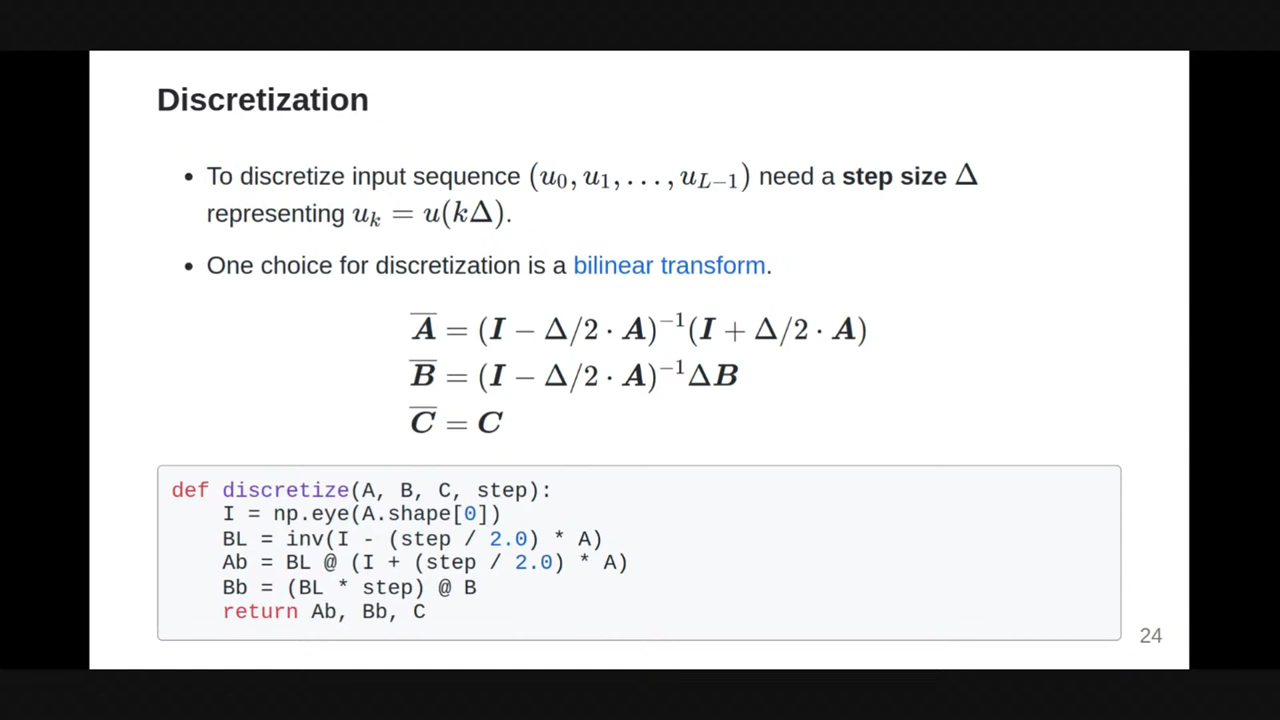 Discretization
• To discretize input sequence (u₀, u₁, …, u_{L−1}) need a step size Δ
representing uₖ = u(kΔ).
• One choice for discretization is a bilinear transform.
A̅ = (I − Δ/2 · A)⁻¹(I + Δ/2 · A)
B̅ = (I − Δ/2 · A)⁻¹ΔB
C̅ = C
def discretize(A, B, C, step):
    I = np.eye(A.shape[0])
    BL = inv(I - (step / 2.0) * A)
    Ab = BL @ (I + (step / 2.0) * A)
    Bb = (BL * step) @ B
    return Ab, Bb, C
24